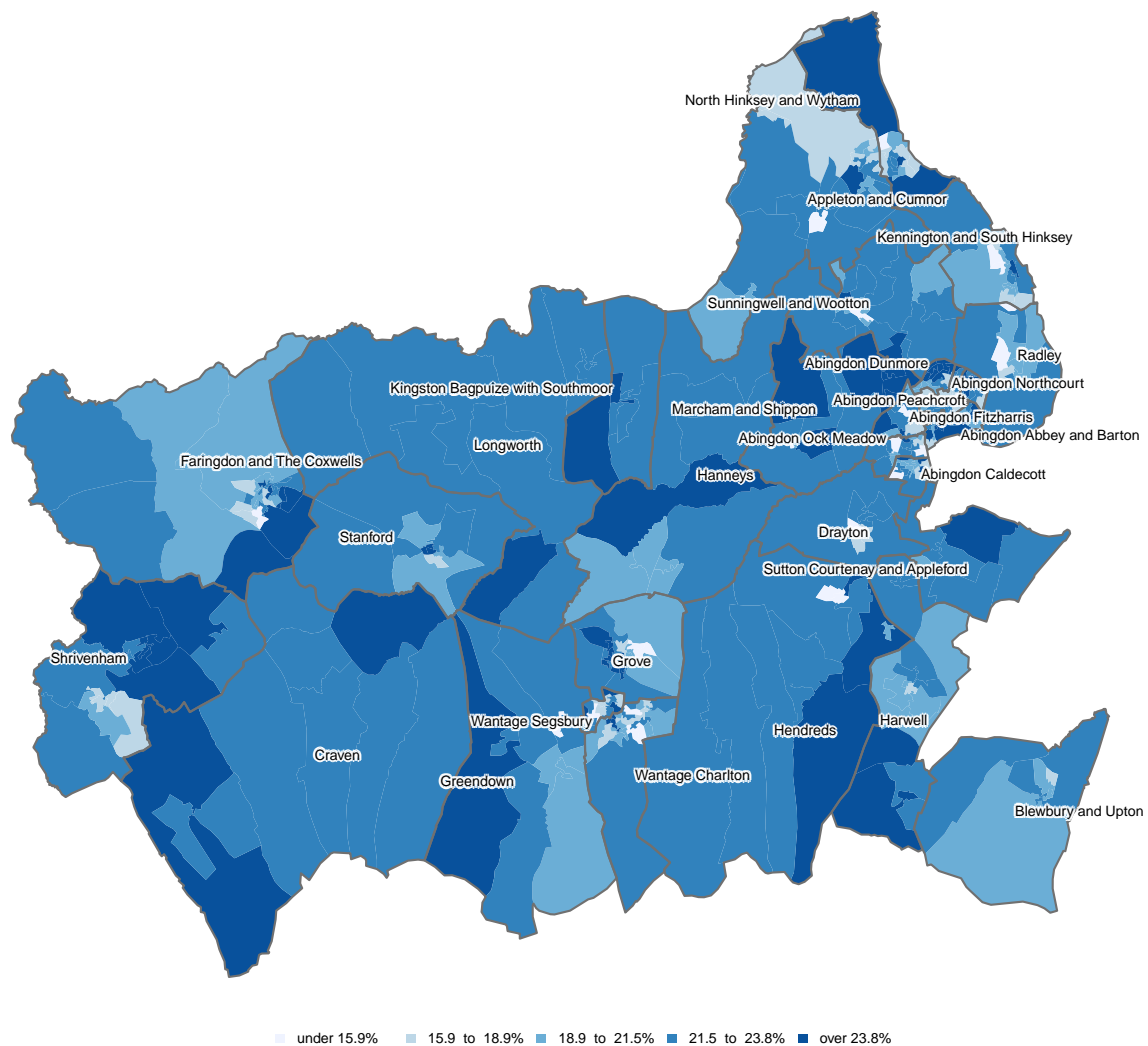 North Hinksey and Wytham
Appleton and Cumnor
Kennington and South Hinksey
Sunningwell and Wootton
Radley
Abingdon Dunmore
Abingdon Northcourt
Kingston Bagpuize with Southmoor
Abingdon Peachcroft
Marcham and Shippon
Abingdon Fitzharris
Abingdon Abbey and Barton
Abingdon Ock Meadow
Longworth
Faringdon and The Coxwells
Hanneys
Abingdon Caldecott
Drayton
Stanford
Sutton Courtenay and Appleford
Shrivenham
Grove
Wantage Segsbury
Harwell
Hendreds
Craven
Wantage Charlton
Greendown
Blewbury and Upton
under 15.9% 15.9 to 18.9% 18.9 to 21.5% 21.5 to 23.8% over 23.8%